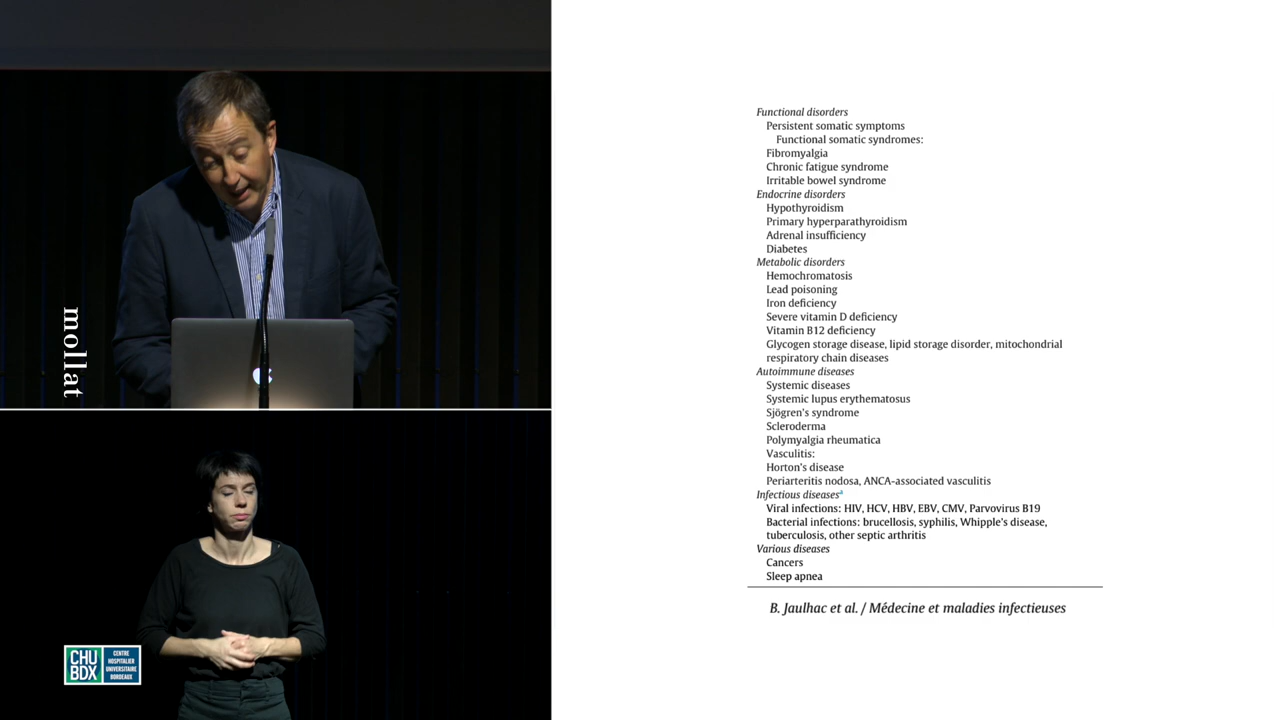 mollat
CHU
BDX
CENTRE
HOSPITALIER
UNIVERSITAIRE
BORDEAUX
Functional disorders
Persistent somatic symptoms
Functional somatic syndromes:
Fibromyalgia
Chronic fatigue syndrome
Irritable bowel syndrome
Endocrine disorders
Hypothyroidism
Primary hyperparathyroidism
Adrenal insufficiency
Diabetes
Metabolic disorders
Hemochromatosis
Lead poisoning
Iron deficiency
Severe vitamin D deficiency
Vitamin B12 deficiency
Glycogen storage disease, lipid storage disorder, mitochondrial
respiratory chain diseases
Autoimmune diseases
Systemic diseases
Systemic lupus erythematosus
Sjögren's syndrome
Scleroderma
Polymyalgia rheumatica
Vasculitis:
Horton's disease
Periarteritis nodosa, ANCA-associated vasculitis
Infectious diseasesª
Viral infections: HIV, HCV, HBV, EBV, CMV, Parvovirus B19
Bacterial infections: brucellosis, syphilis, Whipple's disease,
tuberculosis, other septic arthritis
Various diseases
Cancers
Sleep apnea
B. Jaulhac et al. / Médecine et maladies infectieuses